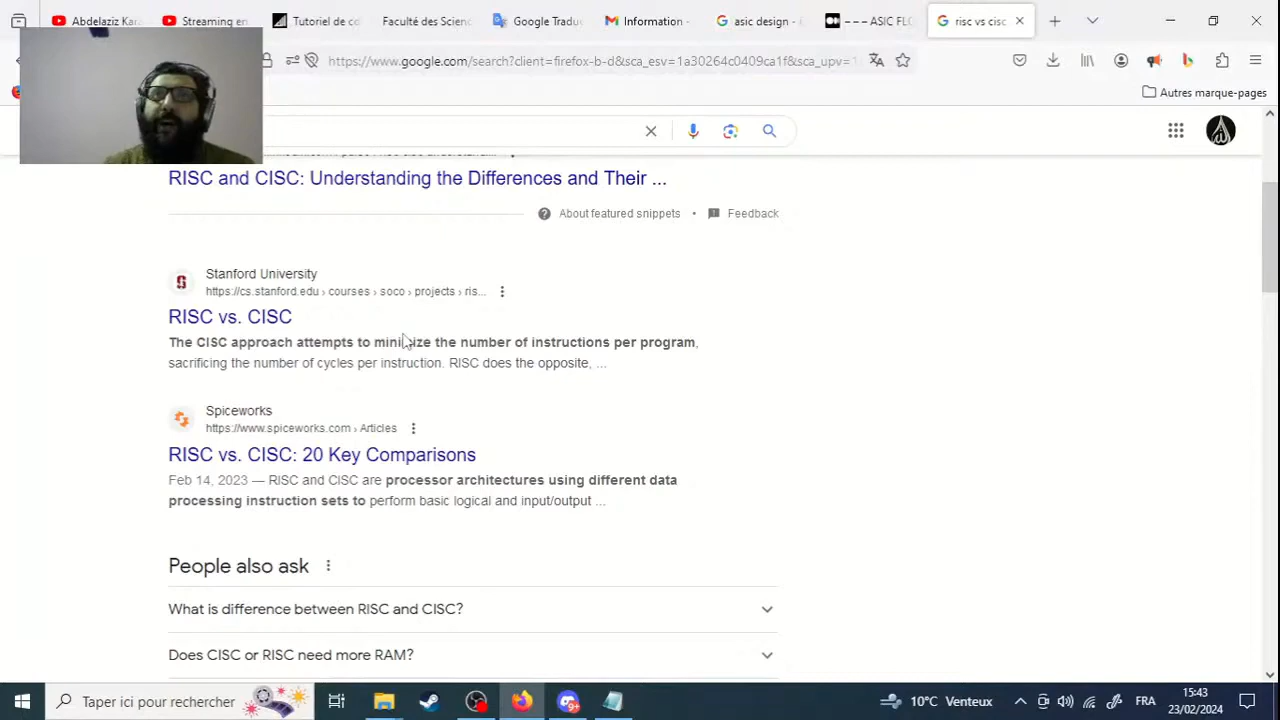 Abdelaziz Kara
Streaming en
Tutoriel de co
Faculté des Scien
Google Tradu
Information -
asic design - i
– – – ASIC FLO
risc vs cisc
https://www.google.com/search?client=firefox-b-d&sca_esv=1a30264c0409ca1f&sca_upv=1
Autres marque-pages
RISC and CISC: Understanding the Differences and Their ...
About featured snippets • Feedback
Stanford University
https://cs.stanford.edu › courses › soco › projects › ris...
RISC vs. CISC
The CISC approach attempts to minimize the number of instructions per program,
sacrificing the number of cycles per instruction. RISC does the opposite, ...
Spiceworks
https://www.spiceworks.com › Articles
RISC vs. CISC: 20 Key Comparisons
Feb 14, 2023 — RISC and CISC are processor architectures using different data
processing instruction sets to perform basic logical and input/output ...
People also ask
What is difference between RISC and CISC?
Does CISC or RISC need more RAM?
Taper ici pour rechercher
10°C Venteux
FRA
15:43
23/02/2024